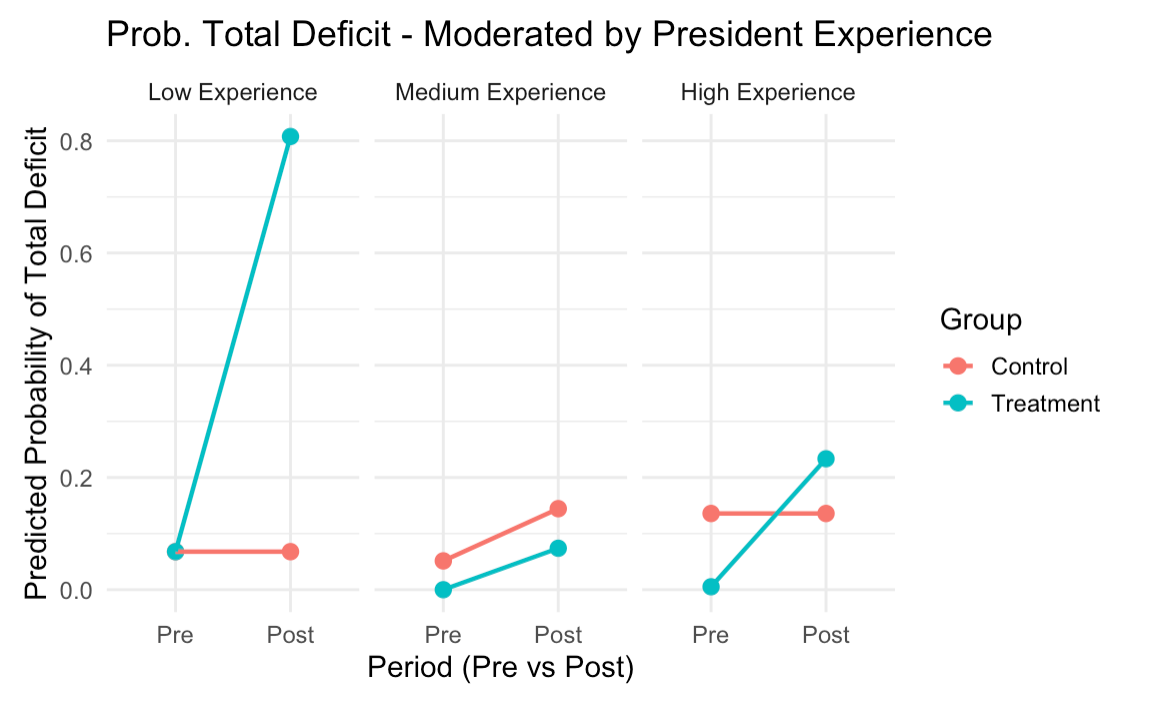 Prob. Total Deficit - Moderated by President Experience
Low Experience
Medium Experience
High Experience
Predicted Probability of Total Deficit
0.8
0.6
0.4
0.2
0.0
Pre
Post
Pre
Post
Pre
Post
Period (Pre vs Post)
Group
Control
Treatment